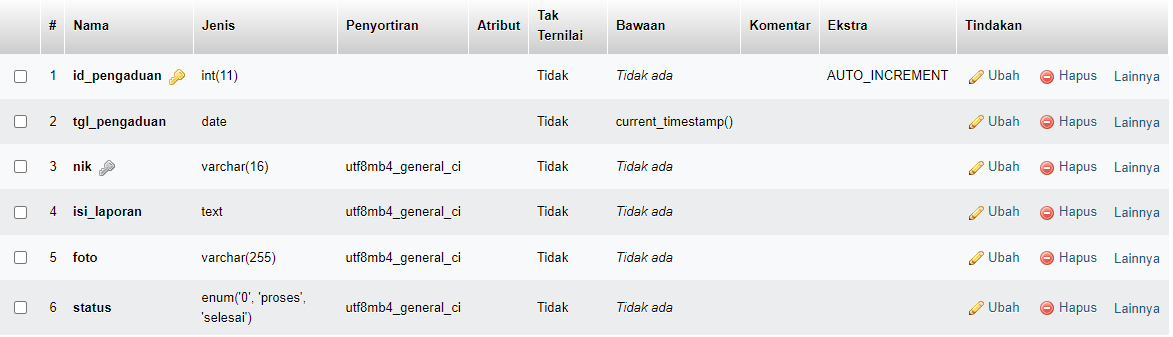 # Nama Jenis Penyortiran Atribut Tak Ternilai Bawaan Komentar Ekstra Tindakan
1 id_pengaduan int(11) Tidak Tidak ada AUTO_INCREMENT Ubah Hapus Lainnya
2 tgl_pengaduan date Tidak current_timestamp() Ubah Hapus Lainnya
3 nik varchar(16) utf8mb4_general_ci Tidak Tidak ada Ubah Hapus Lainnya
4 isi_laporan text utf8mb4_general_ci Tidak Tidak ada Ubah Hapus Lainnya
5 foto varchar(255) utf8mb4_general_ci Tidak Tidak ada Ubah Hapus Lainnya
6 status enum('0', 'proses', 'selesai') utf8mb4_general_ci Tidak Tidak ada Ubah Hapus Lainnya